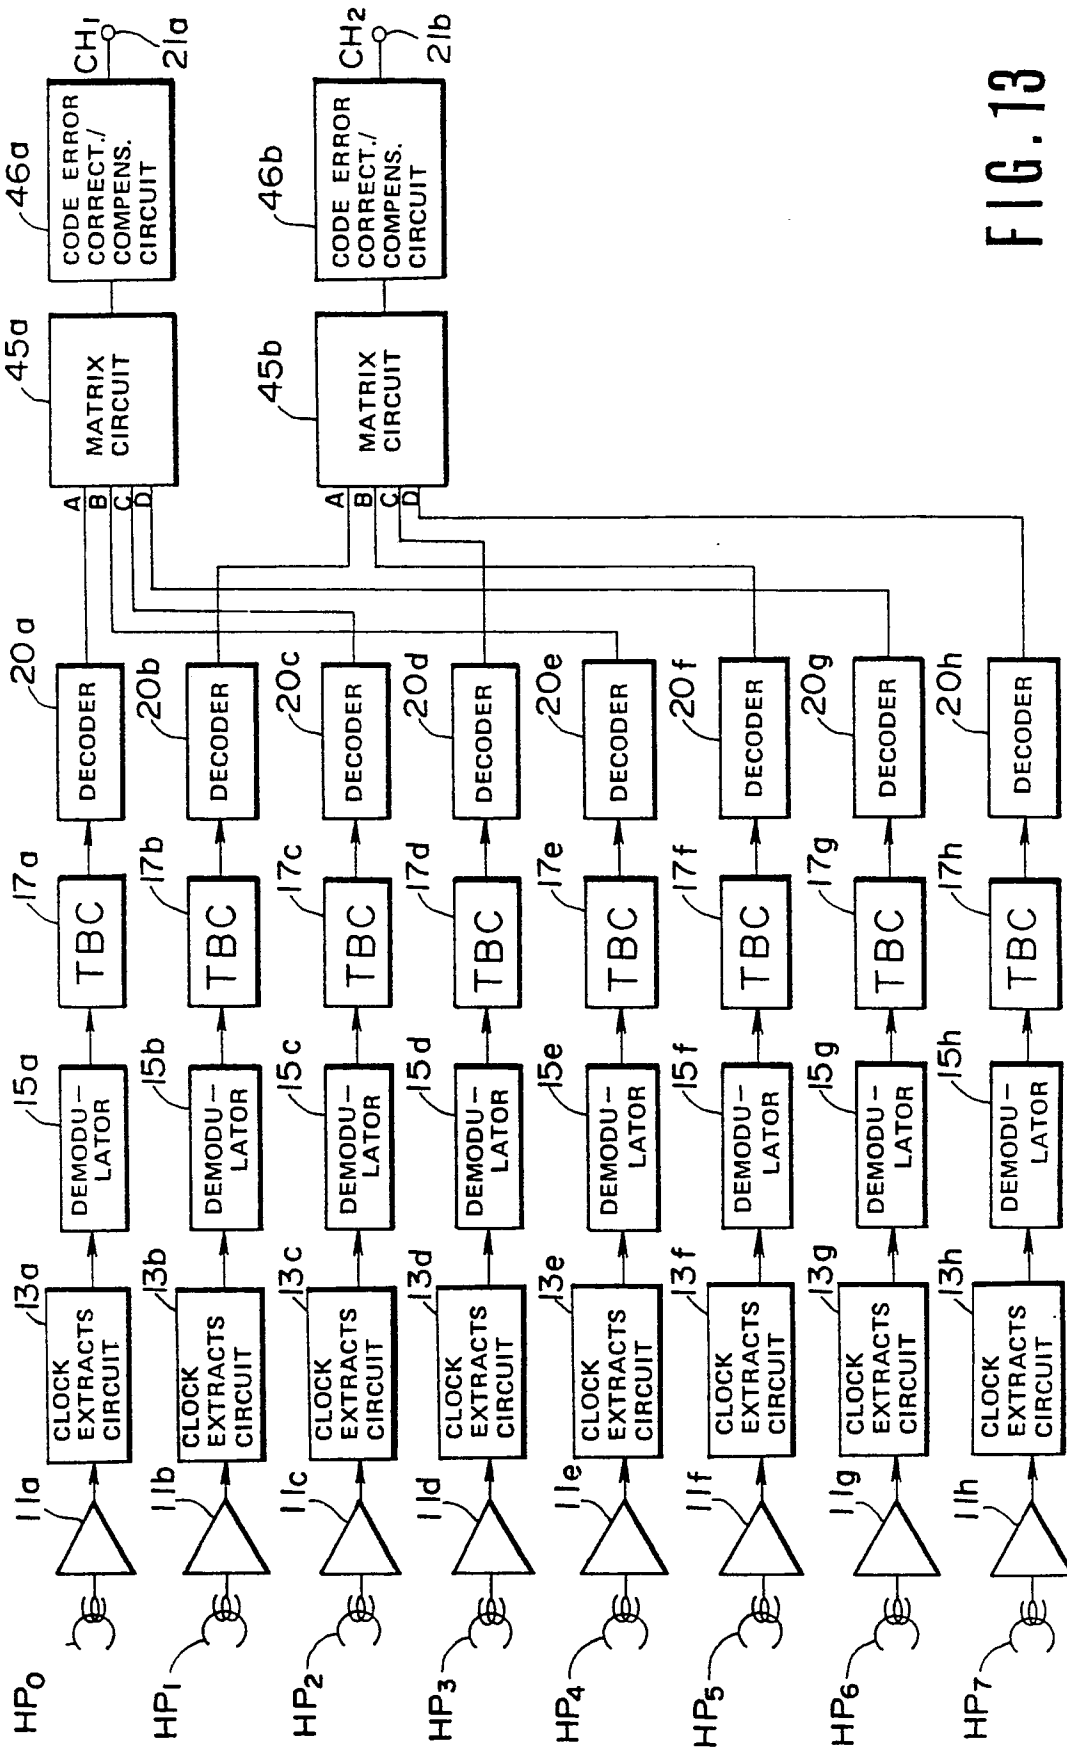 HP0
11a
13a
CLOCK
EXTRACTS
CIRCUIT
15a
DEMODU-
LATOR
17a
TBC
20a
DECODER
HP1
11b
13b
CLOCK
EXTRACTS
CIRCUIT
15b
DEMODU-
LATOR
17b
TBC
20b
DECODER
HP2
11c
13c
CLOCK
EXTRACTS
CIRCUIT
15c
DEMODU-
LATOR
17c
TBC
20c
DECODER
HP3
11d
13d
CLOCK
EXTRACTS
CIRCUIT
15d
DEMODU-
LATOR
17d
TBC
20d
DECODER
HP4
11e
13e
CLOCK
EXTRACTS
CIRCUIT
15e
DEMODU-
LATOR
17e
TBC
20e
DECODER
HP5
11f
13f
CLOCK
EXTRACTS
CIRCUIT
15f
DEMODU-
LATOR
17f
TBC
20f
DECODER
HP6
11g
13g
CLOCK
EXTRACTS
CIRCUIT
15g
DEMODU-
LATOR
17g
TBC
20g
DECODER
HP7
11h
13h
CLOCK
EXTRACTS
CIRCUIT
15h
DEMODU-
LATOR
17h
TBC
20h
DECODER
A
B
C
D
45a
MATRIX
CIRCUIT
46a
CODE ERROR
CORRECT./
COMPENS.
CIRCUIT
CH1
21a
A
B
C
D
45b
MATRIX
CIRCUIT
46b
CODE ERROR
CORRECT./
COMPENS.
CIRCUIT
CH2
21b
FIG.13